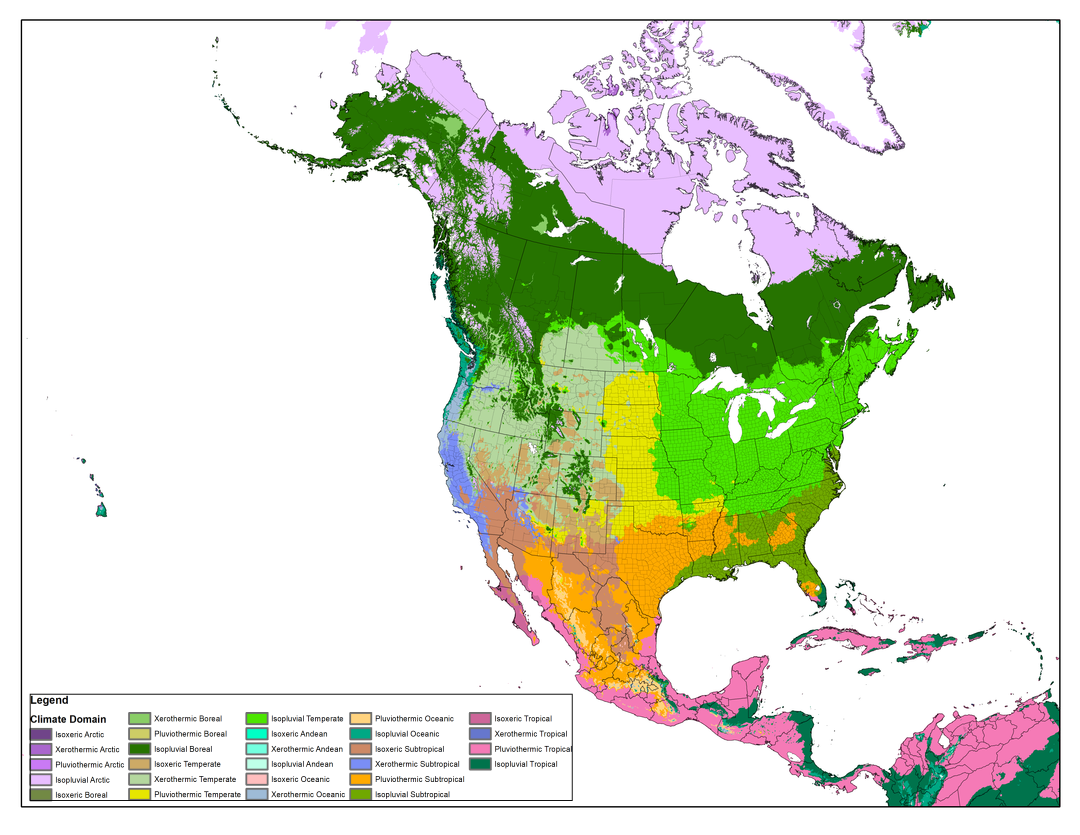 Legend
Climate Domain
Isoxeric Arctic
Xerothermic Arctic
Pluviothermic Arctic
Isopluvial Arctic
Isoxeric Boreal
Xerothermic Boreal
Pluviothermic Boreal
Isopluvial Boreal
Isoxeric Temperate
Xerothermic Temperate
Pluviothermic Temperate
Isopluvial Temperate
Isoxeric Andean
Xerothermic Andean
Isopluvial Andean
Isoxeric Oceanic
Xerothermic Oceanic
Pluviothermic Oceanic
Isopluvial Oceanic
Isoxeric Subtropical
Xerothermic Subtropical
Pluviothermic Subtropical
Isopluvial Subtropical
Isoxeric Tropical
Xerothermic Tropical
Pluviothermic Tropical
Isopluvial Tropical